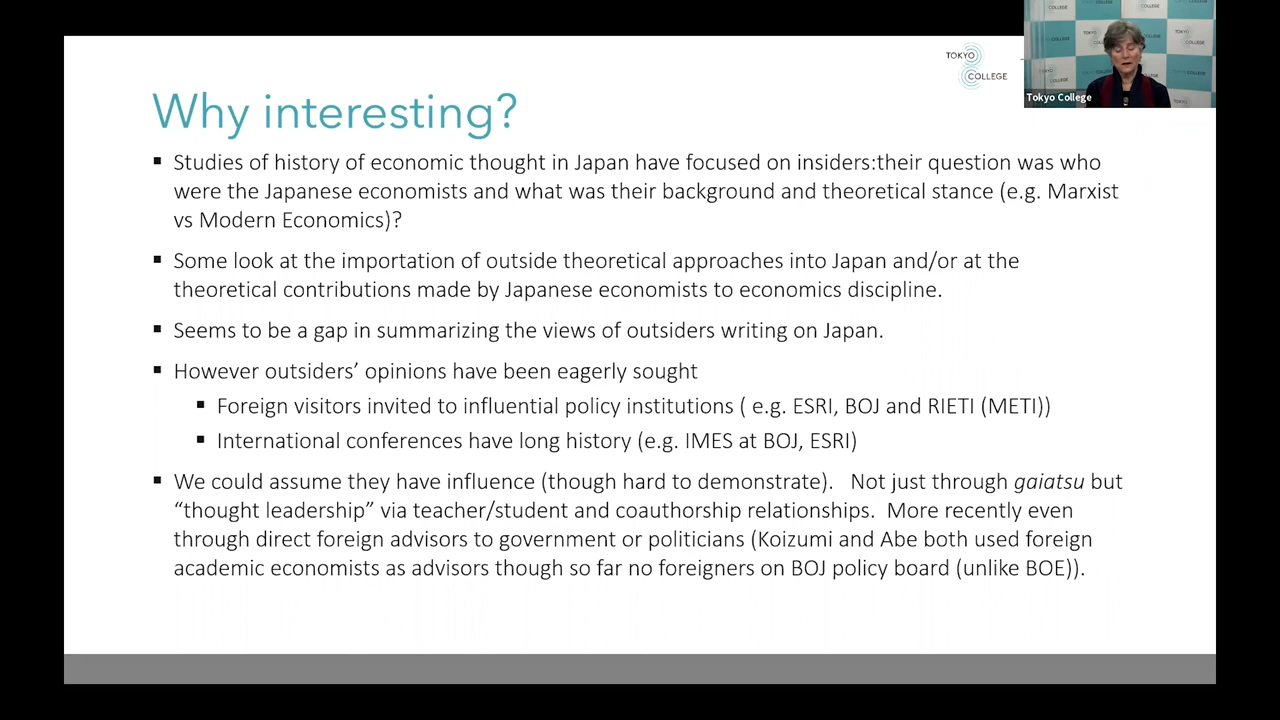 TOKYO
COLLEGE
Tokyo College
Why interesting?
▪ Studies of history of economic thought in Japan have focused on insiders:their question was who
were the Japanese economists and what was their background and theoretical stance (e.g. Marxist
vs Modern Economics)?
▪ Some look at the importation of outside theoretical approaches into Japan and/or at the
theoretical contributions made by Japanese economists to economics discipline.
▪ Seems to be a gap in summarizing the views of outsiders writing on Japan.
▪ However outsiders’ opinions have been eagerly sought
▪ Foreign visitors invited to influential policy institutions ( e.g. ESRI, BOJ and RIETI (METI))
▪ International conferences have long history (e.g. IMES at BOJ, ESRI)
▪ We could assume they have influence (though hard to demonstrate).   Not just through gaiatsu but
“thought leadership” via teacher/student and coauthorship relationships.  More recently even
through direct foreign advisors to government or politicians (Koizumi and Abe both used foreign
academic economists as advisors though so far no foreigners on BOJ policy board (unlike BOE)).